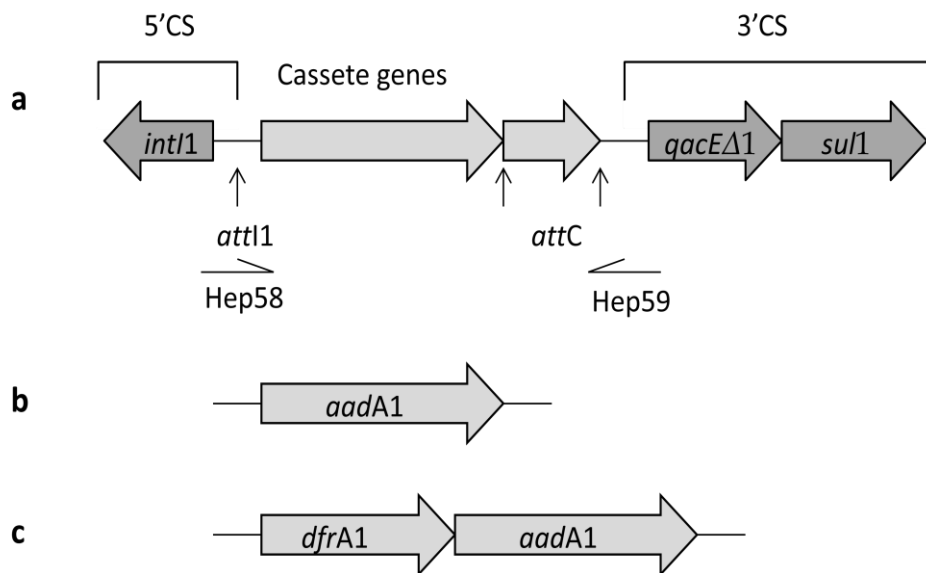 5'CS 3'CS
Cassete genes
a
intI1 qacEΔ1 sul1
attI1 attC
Hep58 Hep59
b
aadA1
c
dfrA1 aadA1